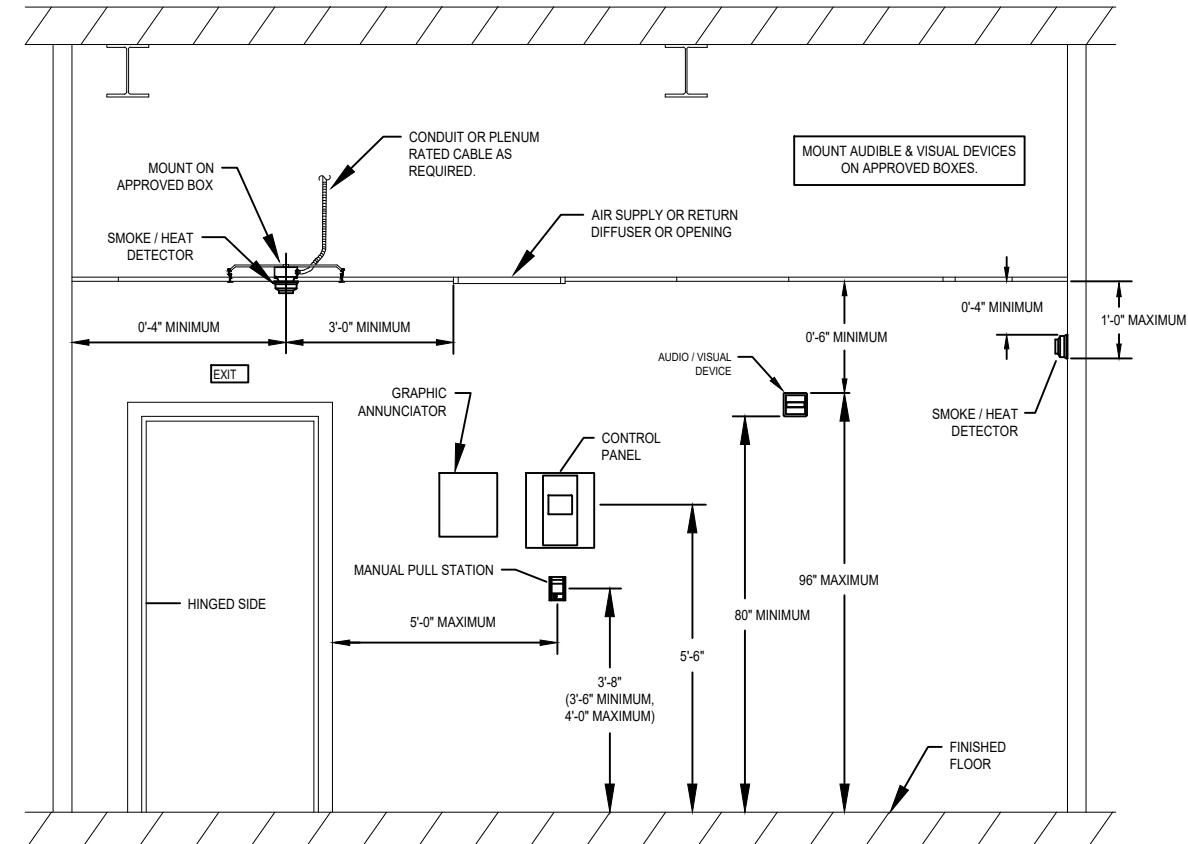 CONDUIT OR PLENUM
RATED CABLE AS
REQUIRED.
MOUNT ON
APPROVED BOX
MOUNT AUDIBLE & VISUAL DEVICES
ON APPROVED BOXES.
SMOKE / HEAT
DETECTOR
AIR SUPPLY OR RETURN
DIFFUSER OR OPENING
0'-4" MINIMUM
3'-0" MINIMUM
0'-6" MINIMUM
0'-4" MINIMUM
1'-0" MAXIMUM
EXIT
GRAPHIC
ANNUNCIATOR
AUDIO / VISUAL
DEVICE
SMOKE / HEAT
DETECTOR
CONTROL
PANEL
MANUAL PULL STATION
HINGED SIDE
5'-0" MAXIMUM
3'-8"
(3'-6" MINIMUM,
4'-0" MAXIMUM)
5'-6"
80" MINIMUM
96" MAXIMUM
FINISHED
FLOOR